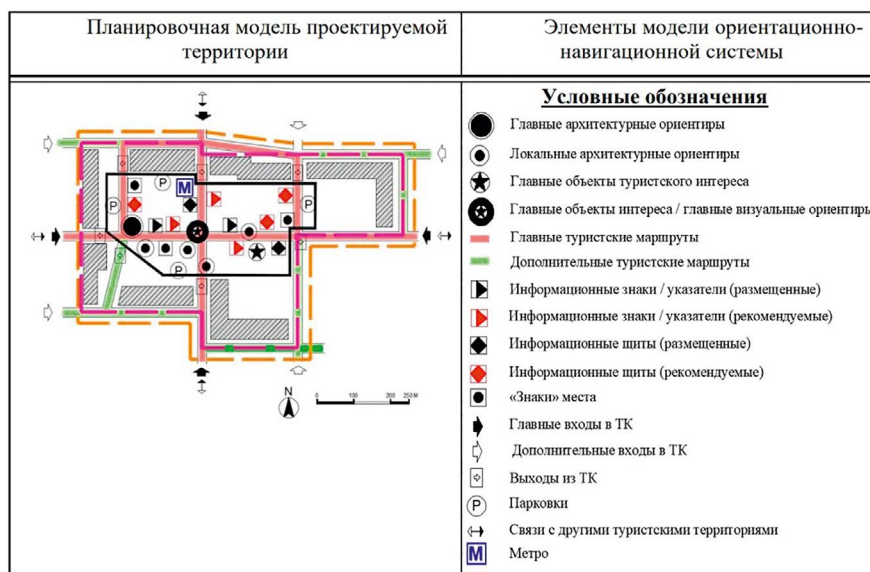 Планировочная модель проектируемой
территории
Элементы модели ориентационно-
навигационной системы
Условные обозначения
Главные архитектурные ориентиры
Локальные архитектурные ориентиры
Главные объекты туристского интереса
Главные объекты интереса / главные визуальные ориентиры
Главные туристские маршруты
Дополнительные туристские маршруты
Информационные знаки / указатели (размещенные)
Информационные знаки / указатели (рекомендуемые)
Информационные щиты (размещенные)
Информационные щиты (рекомендуемые)
«Знаки» места
Главные входы в ТК
Дополнительные входы в ТК
Выходы из ТК
P
Парковки
Связи с другими туристскими территориями
М
Метро
P
М
P
P
P
N
0 100 200 250 М